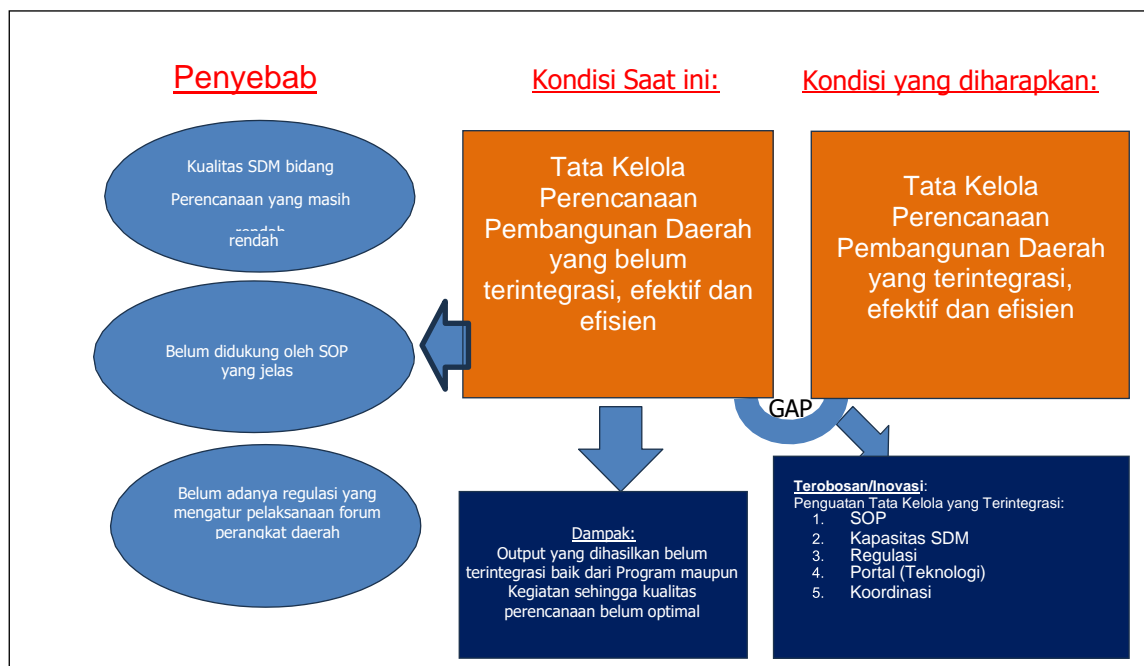 Penyebab
Kualitas SDM bidang
Perencanaan yang masih
rendah
rendah
Belum didukung oleh SOP
yang jelas
Belum adanya regulasi yang
mengatur pelaksanaan forum
perangkat daerah
Kondisi Saat ini:
Tata Kelola
Perencanaan
Pembangunan Daerah
yang belum
terintegrasi, efektif dan
efisien
Kondisi yang diharapkan:
Tata Kelola
Perencanaan
Pembangunan Daerah
yang terintegrasi,
efektif dan efisien
GAP
Dampak:
Output yang dihasilkan belum
terintegrasi baik dari Program maupun
Kegiatan sehingga kualitas
perencanaan belum optimal
Terobosan/Inovasi:
Penguatan Tata Kelola yang Terintegrasi:
1. SOP
2. Kapasitas SDM
3. Regulasi
4. Portal (Teknologi)
5. Koordinasi